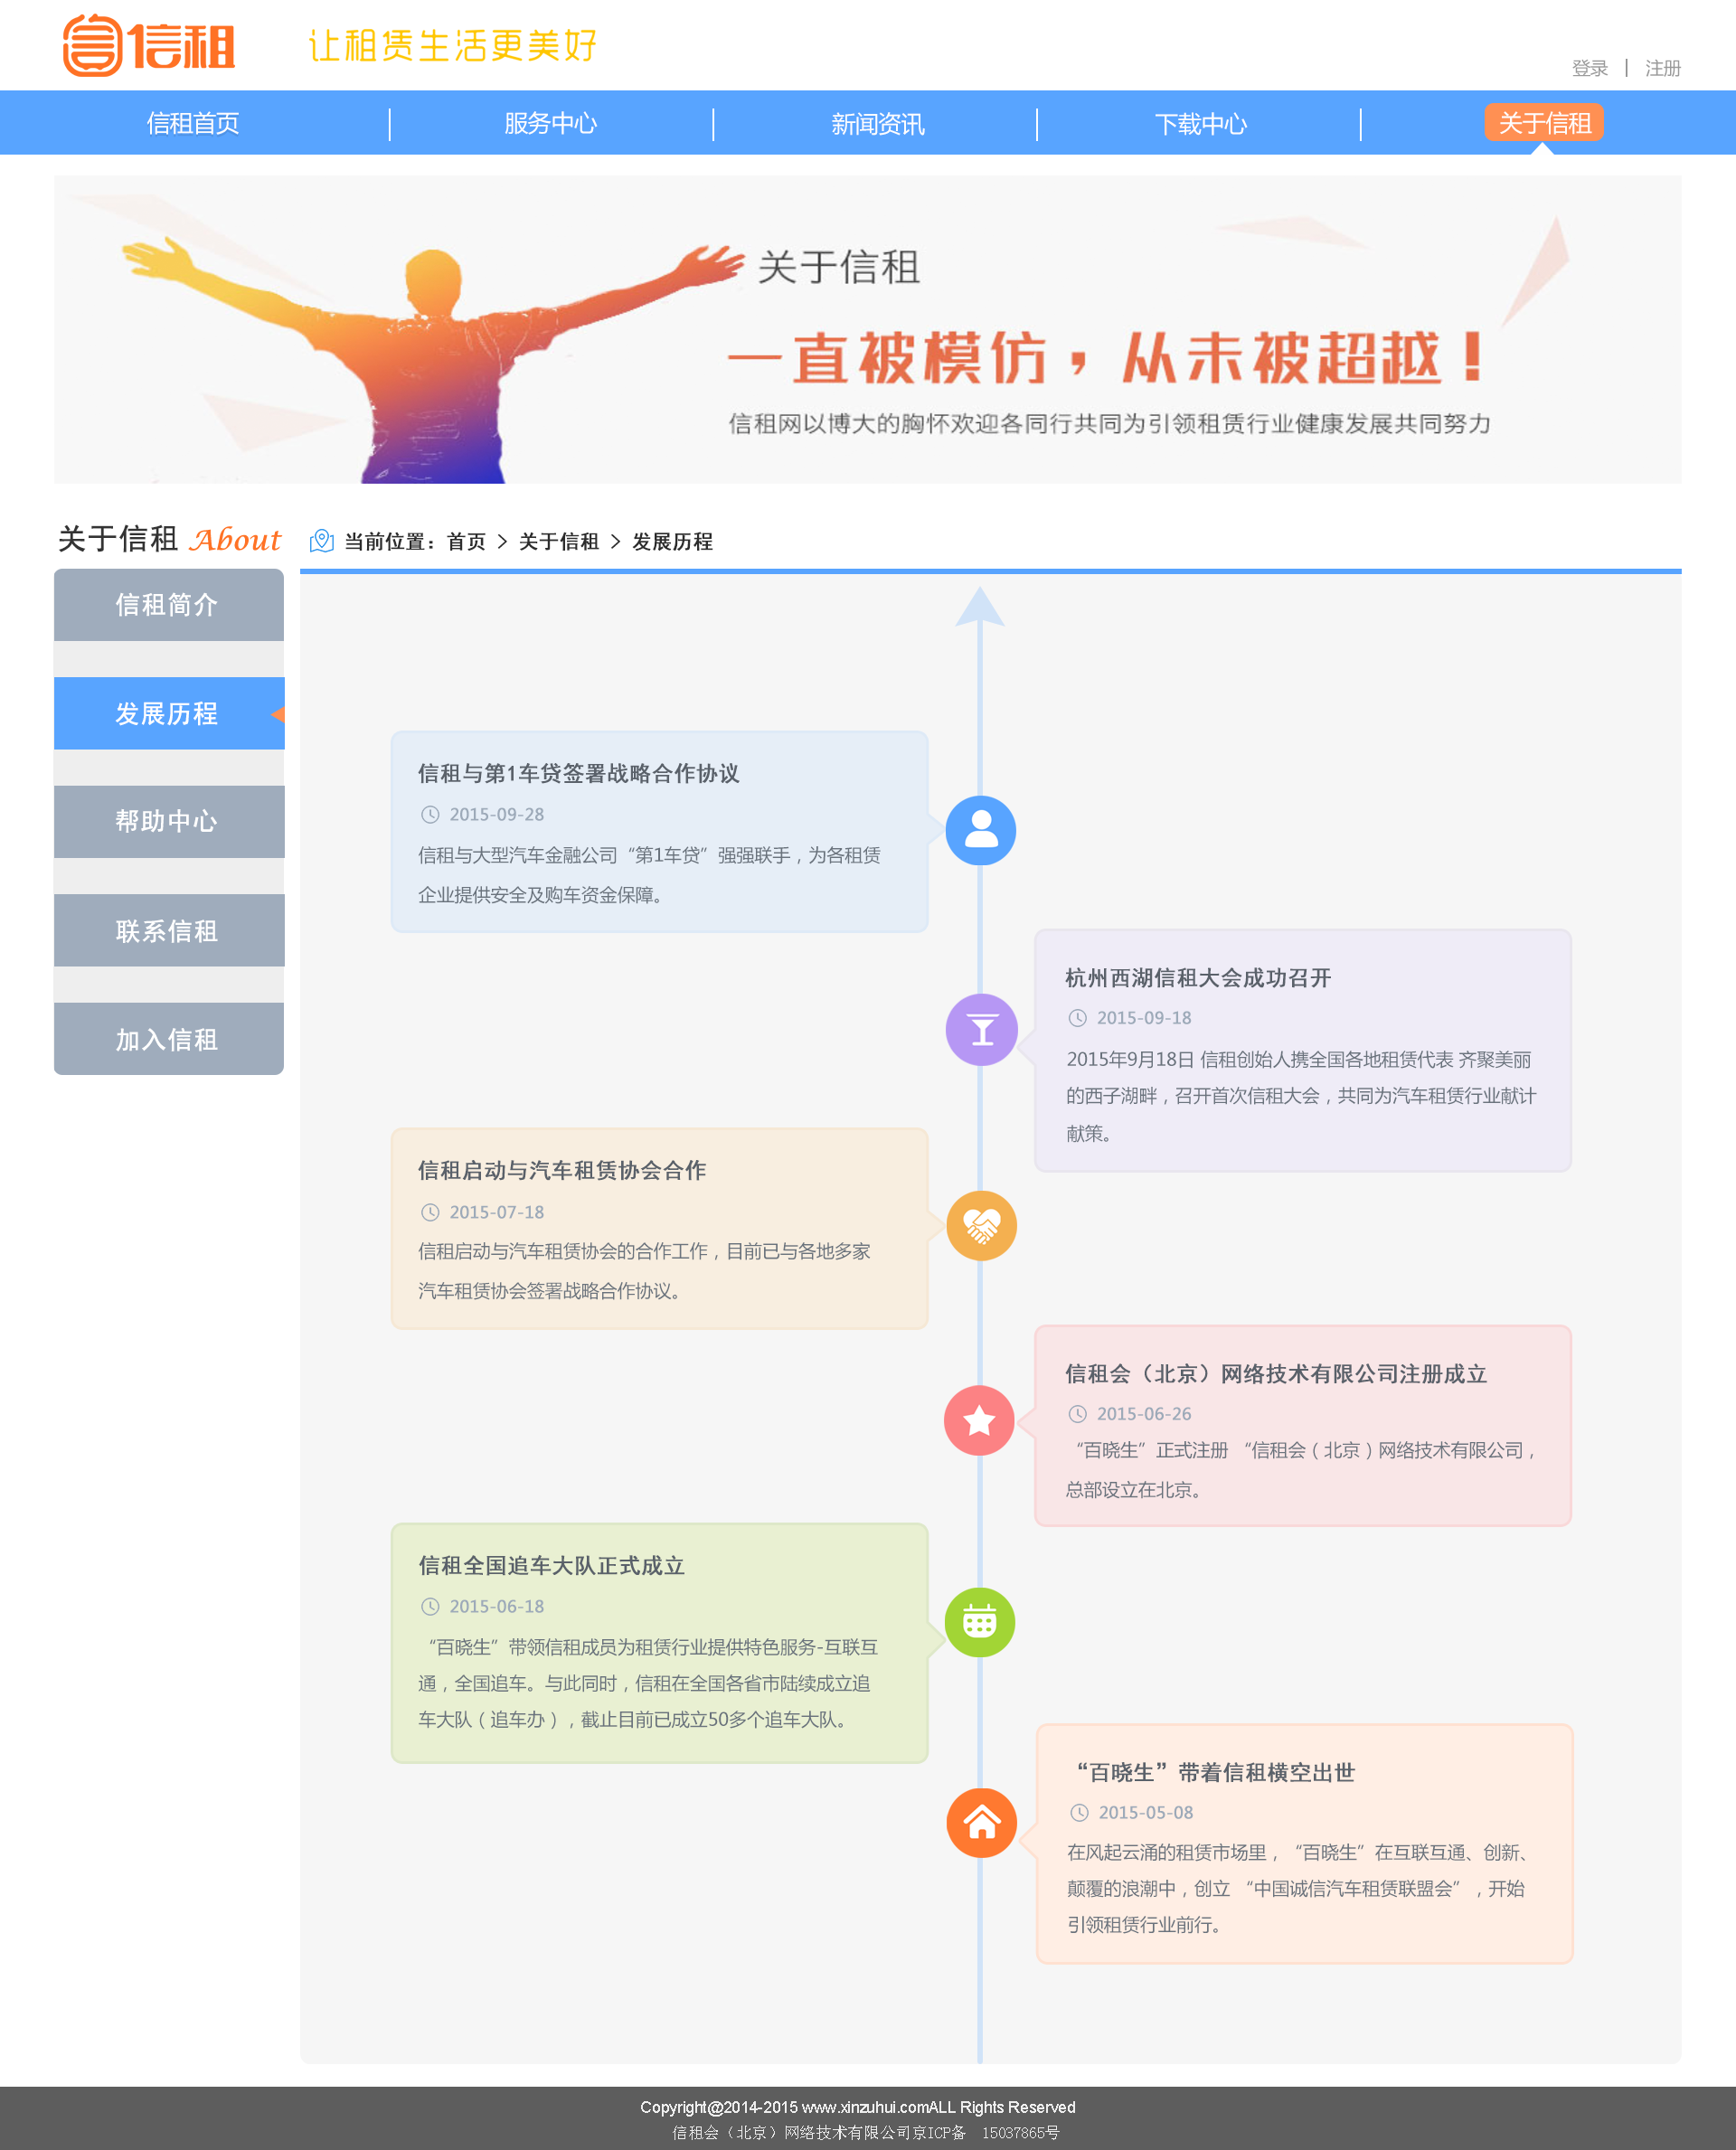 信租
让租赁生活更美好
登录 | 注册
信租首页
服务中心
新闻资讯
下载中心
关于信租
关于信租
一直被模仿，从未被超越！
信租网以博大的胸怀欢迎各同行共同为引领租赁行业健康发展共同努力
关于信租 About
当前位置：首页 > 关于信租 > 发展历程
信租简介
发展历程
帮助中心
联系信租
加入信租
信租与第1车贷签署战略合作协议
2015-09-28
信租与大型汽车金融公司“第1车贷”强强联手，为各租赁
企业提供安全及购车资金保障。
杭州西湖信租大会成功召开
2015-09-18
2015年9月18日 信租创始人携全国各地租赁代表 齐聚美丽
的西子湖畔，召开首次信租大会，共同为汽车租赁行业献计
献策。
信租启动与汽车租赁协会合作
2015-07-18
信租启动与汽车租赁协会的合作工作，目前已与各地多家
汽车租赁协会签署战略合作协议。
信租会（北京）网络技术有限公司注册成立
2015-06-26
“百晓生”正式注册 “信租会（北京）网络技术有限公司，
总部设立在北京。
信租全国追车大队正式成立
2015-06-18
“百晓生”带领信租成员为租赁行业提供特色服务-互联互
通，全国追车。与此同时，信租在全国各省市陆续成立追
车大队（追车办），截止目前已成立50多个追车大队。
“百晓生”带着信租横空出世
2015-05-08
在风起云涌的租赁市场里，“百晓生”在互联互通、创新、
颠覆的浪潮中，创立 “中国诚信汽车租赁联盟会”，开始
引领租赁行业前行。
Copyright@2014-2015 www.xinzuhui.comALL Rights Reserved
信租会（北京）网络技术有限公司京ICP备 15037865号